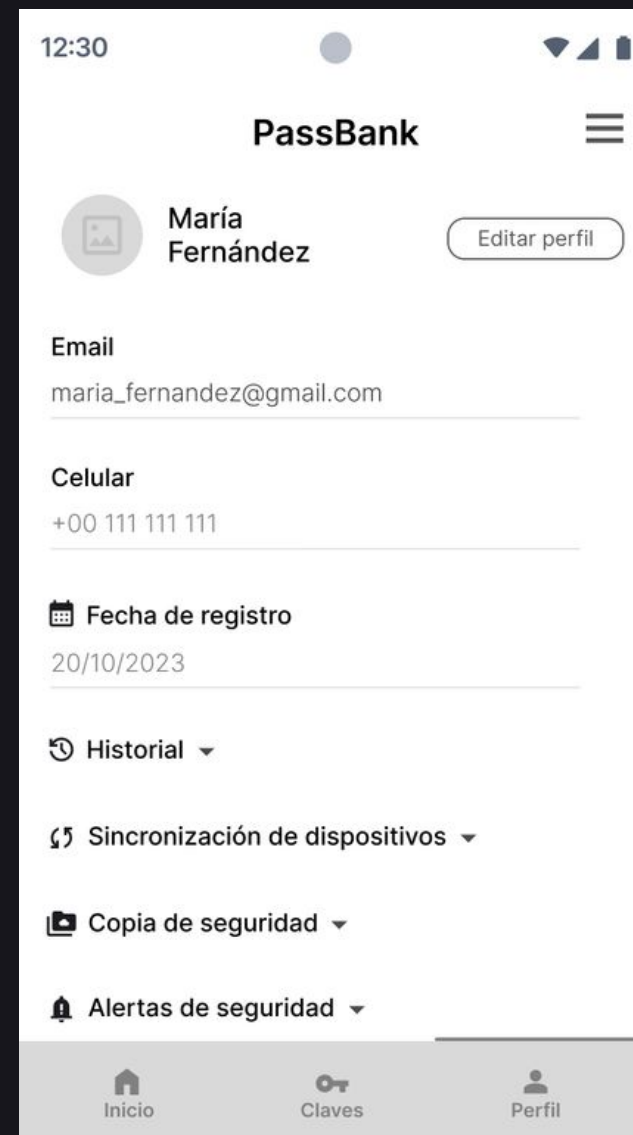 12:30
PassBank
María
Fernández
Editar perfil
Email
maria_fernandez@gmail.com
Celular
+00 111 111 111
Fecha de registro
20/10/2023
Historial
Sincronización de dispositivos
Copia de seguridad
Alertas de seguridad
Inicio Claves Perfil